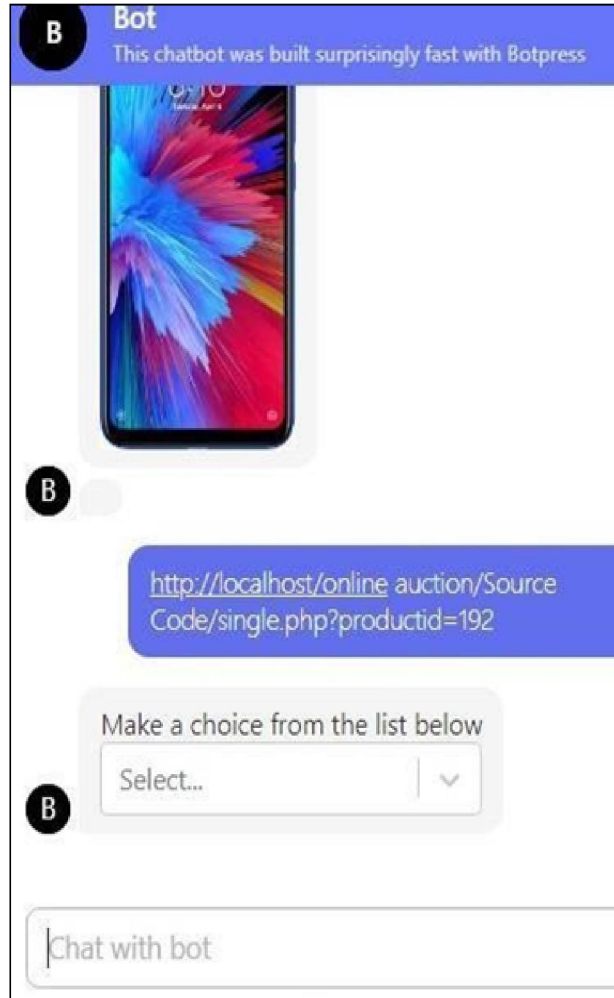 B
Bot
This chatbot was built surprisingly fast with Botpress
B
http://localhost/online auction/Source
Code/single.php?productid=192
Make a choice from the list below
Select...
B
Chat with bot